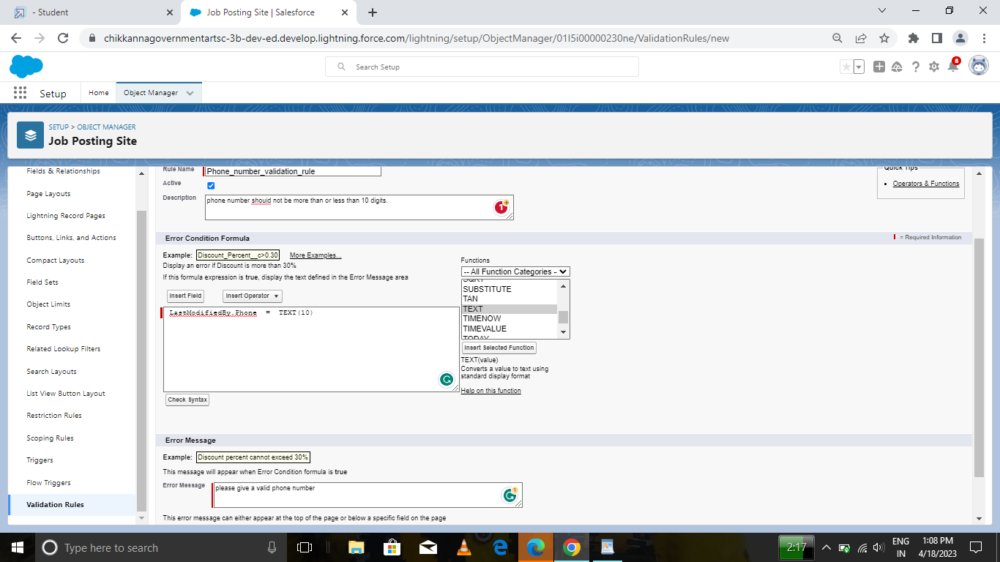 - Student
Job Posting Site | Salesforce
chikkannagovernmentartsc-3b-dev-ed.develop.lightning.force.com/lightning/setup/ObjectManager/01I5i00000230ne/ValidationRules/new
Search Setup
8
Setup
Home
Object Manager
SETUP > OBJECT MANAGER
Job Posting Site
Fields & Relationships
Page Layouts
Lightning Record Pages
Buttons, Links, and Actions
Compact Layouts
Field Sets
Object Limits
Record Types
Related Lookup Filters
Search Layouts
List View Button Layout
Restriction Rules
Scoping Rules
Triggers
Flow Triggers
Validation Rules
Rule Name
Phone_number_validation_rule
Active
Description
phone number shouid not be more than or less than 10 digits.
1
Quick Tips
• Operators & Functions
Error Condition Formula
= Required Information
Example: Discount_Percent__c>0.30 More Examples...
Display an error if Discount is more than 30%
If this formula expression is true, display the text defined in the Error Message area
Insert Field
Insert Operator
LastModifiedBy.Phone = TEXT(10)
Functions
-- All Function Categories -
SQRT
SUBSTITUTE
TAN
TEXT
TIMENOW
TIMEVALUE
TODAY
Insert Selected Function
TEXT(value)
Converts a value to text using
standard display format
Help on this function
Check Syntax
Error Message
Example: Discount percent cannot exceed 30%
This message will appear when Error Condition formula is true
Error Message
please give a valid phone number
1
This error message can either appear at the top of the page or below a specific field on the page
Type here to search
2:17
ENG
IN
1:08 PM
4/18/2023